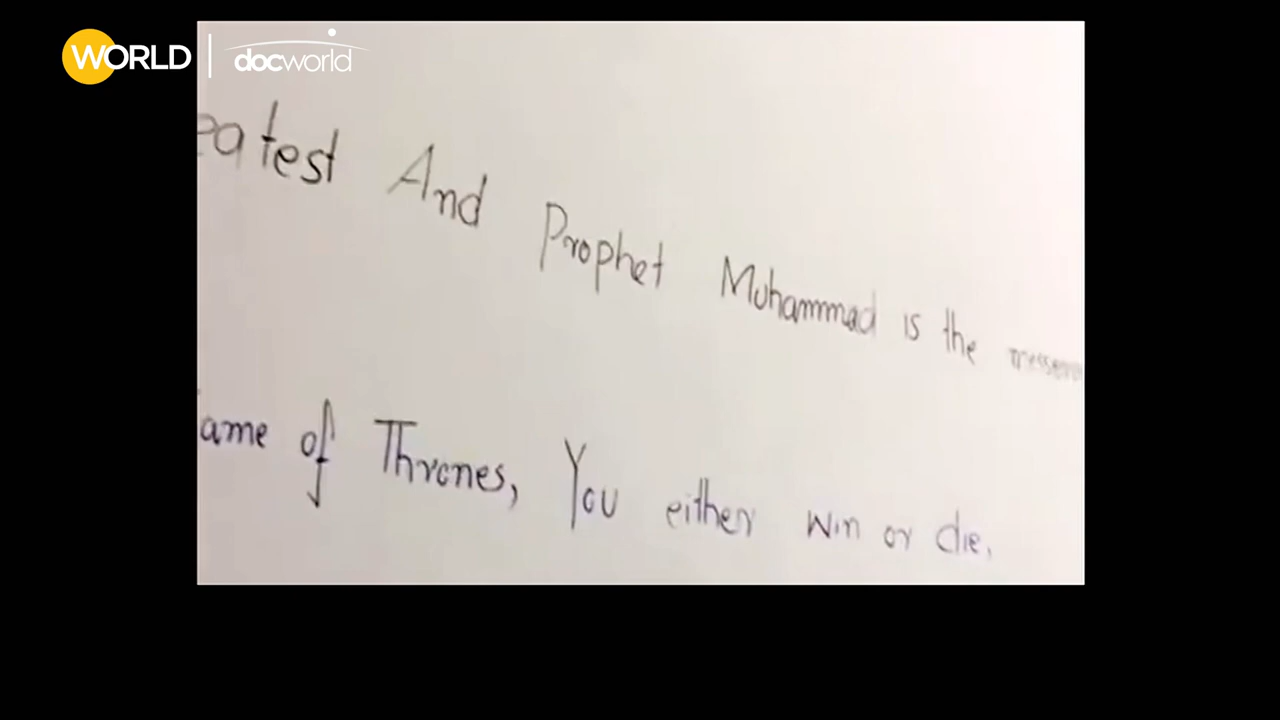 WORLD docworld
eatest And Prophet Muhammad is the
ame of Thrones, You either win or die.